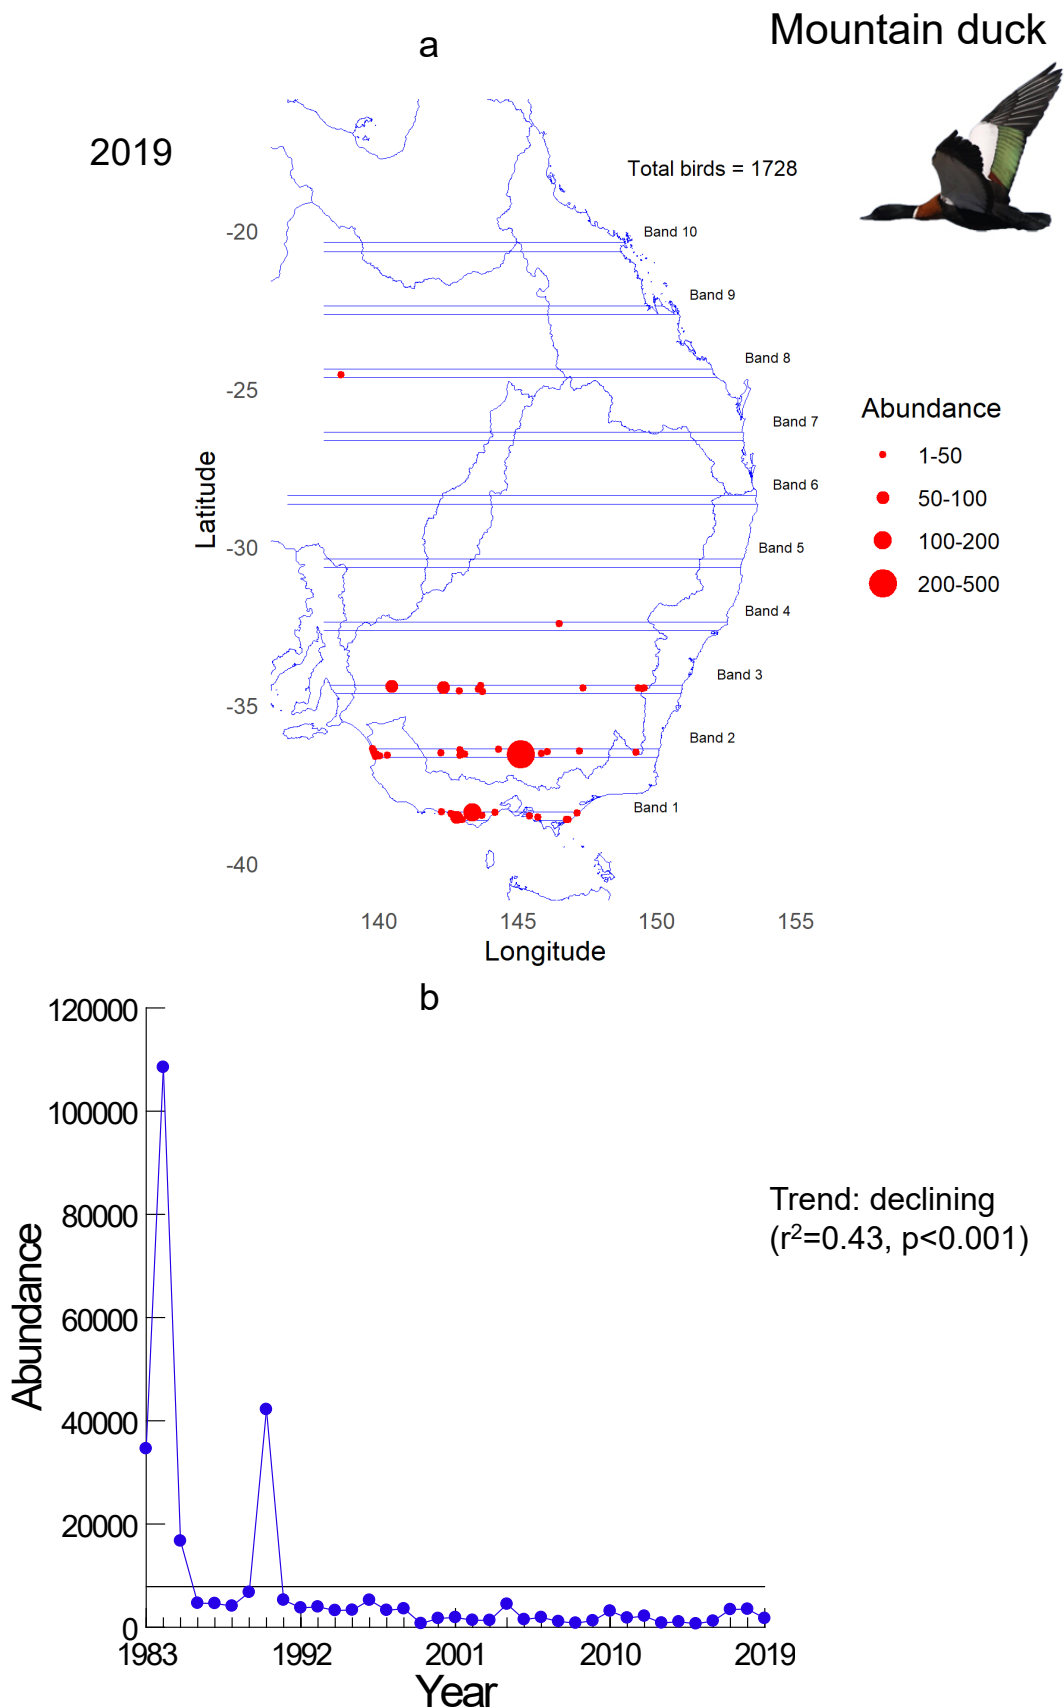 Mountain duck
a
2019
Total birds = 1728
Band 10
Band 9
Band 8
Band 7
Band 6
Band 5
Band 4
Band 3
Band 2
Band 1
-20
-25
-30
-35
-40
Latitude
140 145 150 155
Longitude
Abundance
1-50
50-100
100-200
200-500
b
120000
100000
80000
60000
40000
20000
0
Abundance
1983 1992 2001 2010 2019
Year
Trend: declining
(r²=0.43, p<0.001)